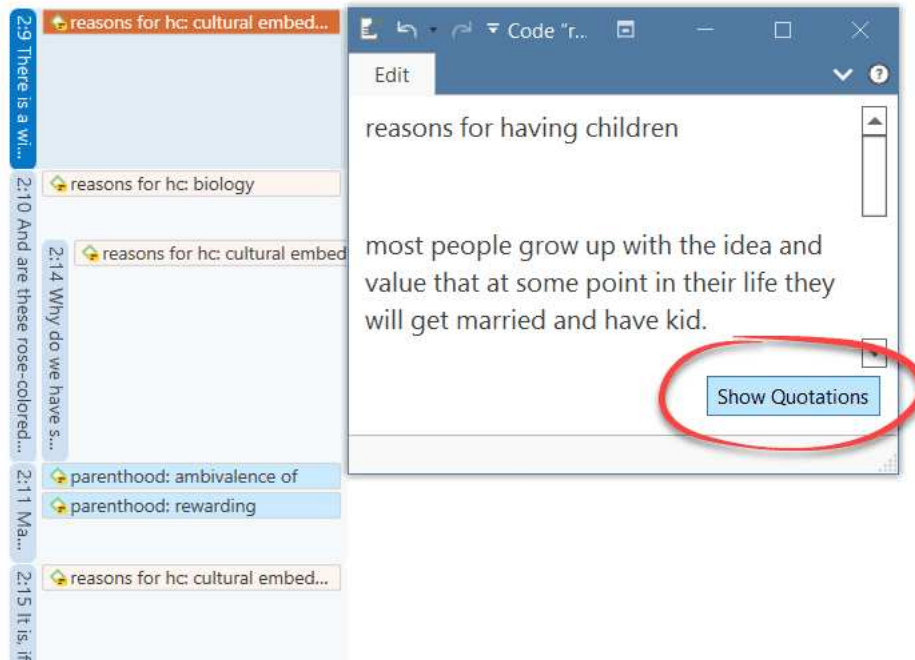 2:9 There is a wi...
reasons for hc: cultural embed...
2:10 And are these rose-colored...
reasons for hc: biology
2:14 Why do we have s...
reasons for hc: cultural embed
2:11 Ma...
parenthood: ambivalence of
parenthood: rewarding
2:15 It is, if
reasons for hc: cultural embed...
Code "r...
Edit
?
reasons for having children
most people grow up with the idea and
value that at some point in their life they
will get married and have kid.
Show Quotations